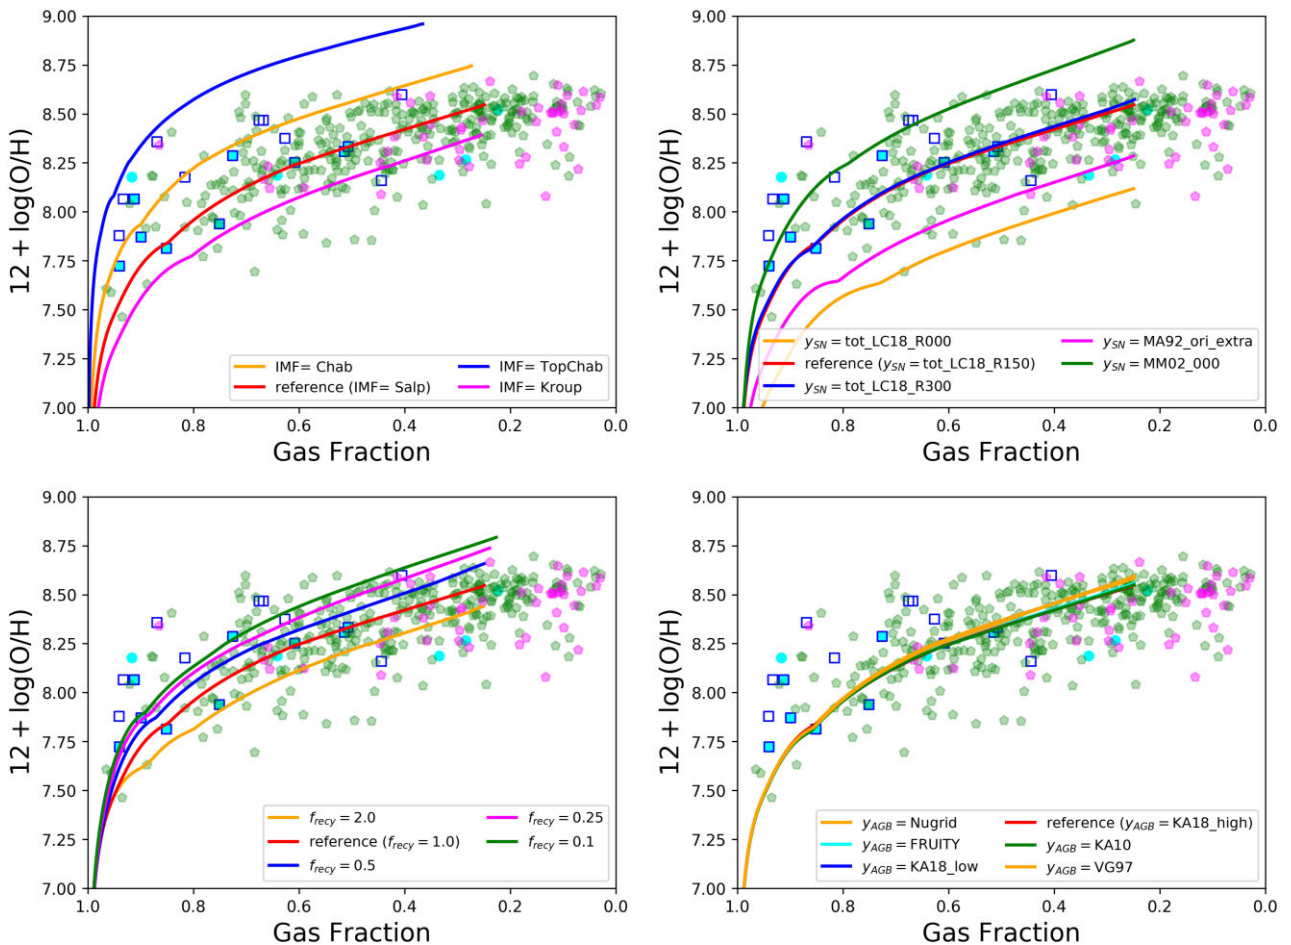 9.00
8.75
8.50
8.25
8.00
7.75
7.50
7.25
7.00
12 + log(O/H)
IMF= Chab
reference (IMF= Salp)
IMF= TopChab
IMF= Kroup
1.0 0.8 0.6 0.4 0.2 0.0
Gas Fraction
9.00
8.75
8.50
8.25
8.00
7.75
7.50
7.25
7.00
12 + log(O/H)
y_SN = tot_LC18_R000
reference (y_SN = tot_LC18_R150)
y_SN = tot_LC18_R300
y_SN = MA92_ori_extra
y_SN = MM02_000
1.0 0.8 0.6 0.4 0.2 0.0
Gas Fraction
9.00
8.75
8.50
8.25
8.00
7.75
7.50
7.25
7.00
12 + log(O/H)
f_recy = 2.0
reference (f_recy = 1.0)
f_recy = 0.5
f_recy = 0.25
f_recy = 0.1
1.0 0.8 0.6 0.4 0.2 0.0
Gas Fraction
9.00
8.75
8.50
8.25
8.00
7.75
7.50
7.25
7.00
12 + log(O/H)
y_AGB = Nugrid
y_AGB = FRUITY
y_AGB = KA18_low
reference (y_AGB = KA18_high)
y_AGB = KA10
y_AGB = VG97
1.0 0.8 0.6 0.4 0.2 0.0
Gas Fraction